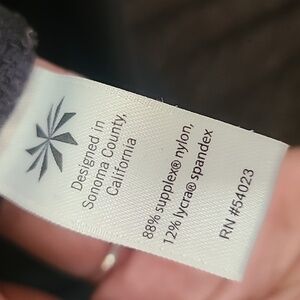 Designed in
Sonoma County,
California
88% supplex® nylon,
12% lycra® spandex
RN #54023